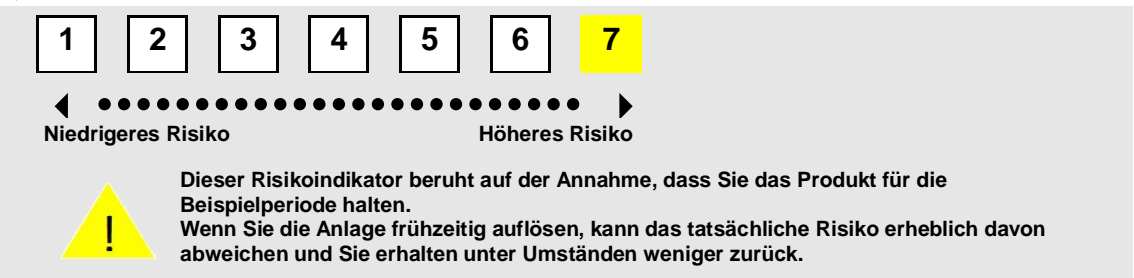 1 2 3 4 5 6 7
Niedrigeres Risiko Höheres Risiko
!
Dieser Risikoindikator beruht auf der Annahme, dass Sie das Produkt für die
Beispielperiode halten.
Wenn Sie die Anlage frühzeitig auflösen, kann das tatsächliche Risiko erheblich davon
abweichen und Sie erhalten unter Umständen weniger zurück.